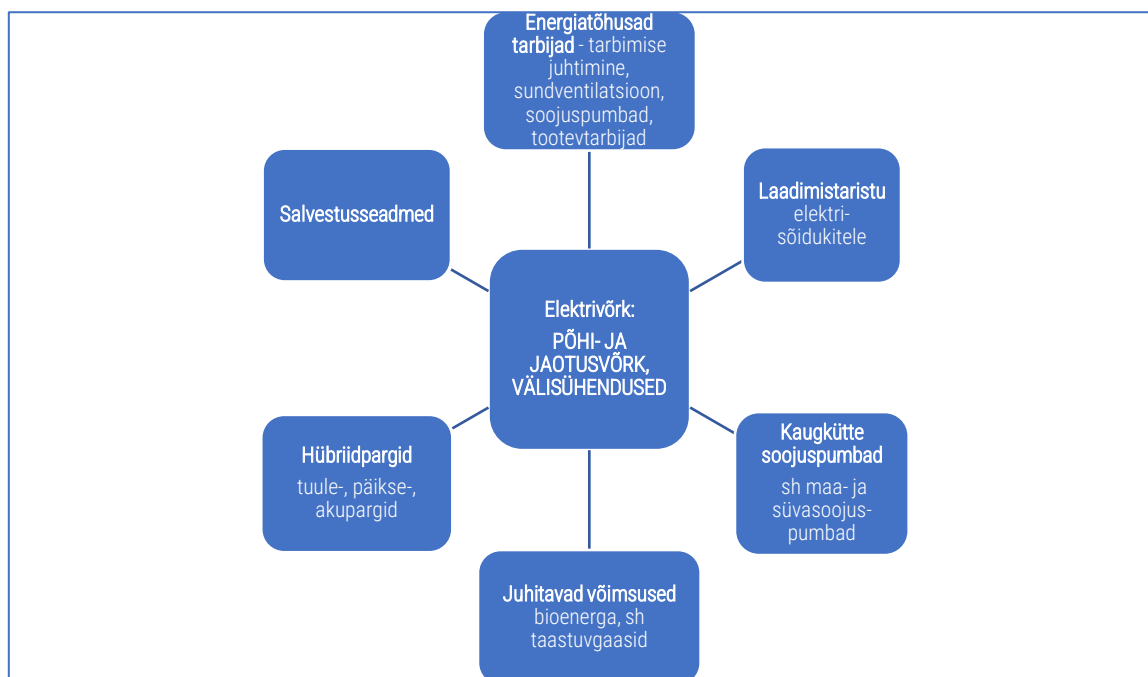 Energiatõhusad
tarbijad - tarbimise
juhtimine,
sundventilatsioon,
soojuspumbad,
tootevtarbijad
Salvestusseadmed
Laadimistaristu
elektri-
sõidukitele
Elektrivõrk:
PÕHI- JA
JAOTUSVÕRK,
VÄLISÜHENDUSED
Hübriidpargid
tuule-, päikse-,
akupargid
Kaugkütte
soojuspumbad
sh maa- ja
süvasoojus-
pumbad
Juhitavad võimsused
bioenerga, sh
taastuvgaasid